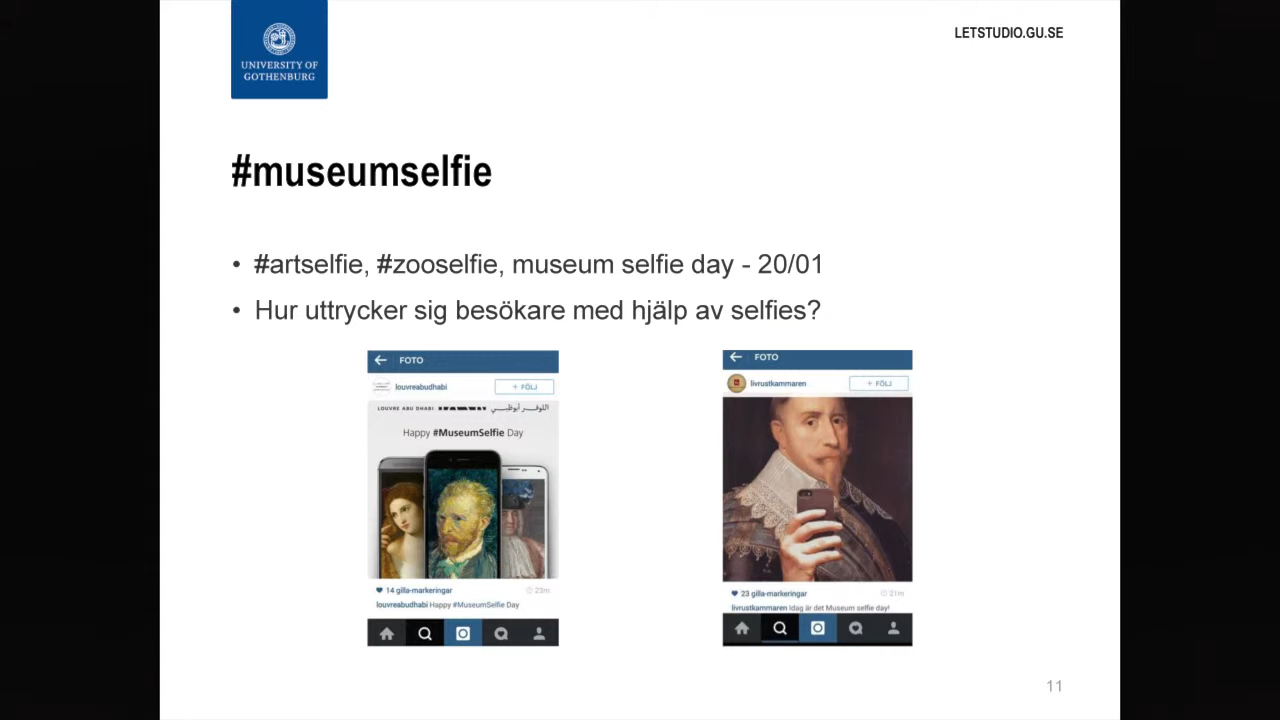 UNIVERSITY OF
GOTHENBURG
LETSTUDIO.GU.SE
#museumselfie
• #artselfie, #zooselfie, museum selfie day - 20/01
• Hur uttrycker sig besökare med hjälp av selfies?
FOTO
louvreabudhabi
+ FÖLJ
LOUVRE ABU DHABI اللوفر أبوظبي
Happy #MuseumSelfie Day
14 gilla-markeringar
23m
louvreabudhabi Happy #MuseumSelfie Day
FOTO
livrustkammaren
+ FÖLJ
23 gilla-markeringar
21m
livrustkammaren Idag är det Museum selfie day!
11